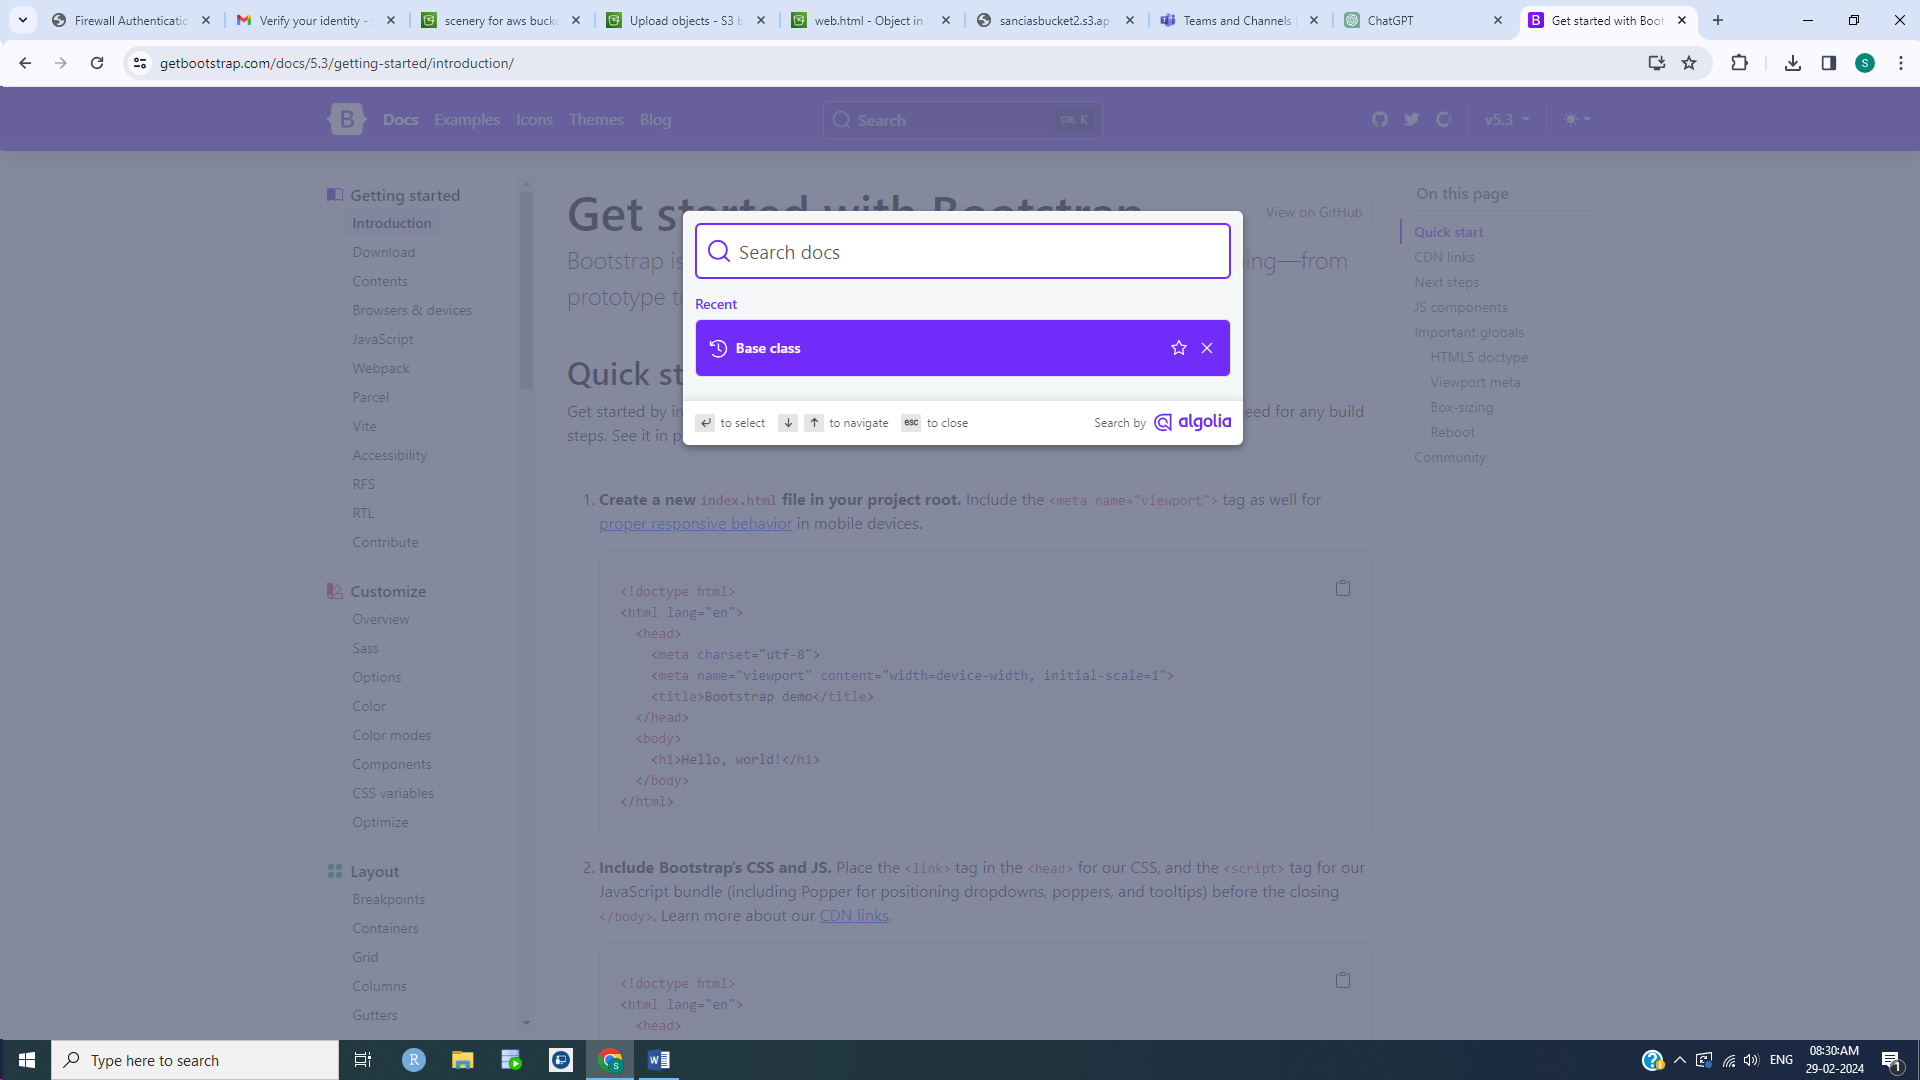 Firewall Authenticatio
Verify your identity - s
scenery for aws bucke
Upload objects - S3 b
web.html - Object in S
sanciasbucket2.s3.ap-
Teams and Channels |
ChatGPT
Get started with Boot
getbootstrap.com/docs/5.3/getting-started/introduction/
S
B
Docs
Examples
Icons
Themes
Blog
Search
CTRL K
v5.3
Getting started
Introduction
Download
Contents
Browsers & devices
JavaScript
Webpack
Parcel
Vite
Accessibility
RFS
RTL
Contribute
Customize
Overview
Sass
Options
Color
Color modes
Components
CSS variables
Optimize
Layout
Breakpoints
Containers
Grid
Columns
Gutters
Get started with Bootstrap
View on GitHub
Bootstrap is
ning—from
prototype t
Quick st
Get started by in
eed for any build
steps. See it in p
Search docs
Recent
Base class
to select
to navigate
esc to close
Search by algolia
1. Create a new index.html file in your project root. Include the <meta name="viewport"> tag as well for
proper responsive behavior in mobile devices.
<!doctype html>
<html lang="en">
<head>
<meta charset="utf-8">
<meta name="viewport" content="width=device-width, initial-scale=1">
<title>Bootstrap demo</title>
</head>
<body>
<h1>Hello, world!</h1>
</body>
</html>
2. Include Bootstrap's CSS and JS. Place the <link> tag in the <head> for our CSS, and the <script> tag for our
JavaScript bundle (including Popper for positioning dropdowns, poppers, and tooltips) before the closing
</body>. Learn more about our CDN links.
<!doctype html>
<html lang="en">
<head>
On this page
Quick start
CDN links
Next steps
JS components
Important globals
HTML5 doctype
Viewport meta
Box-sizing
Reboot
Community
Type here to search
ENG
08:30:AM
29-02-2024
1